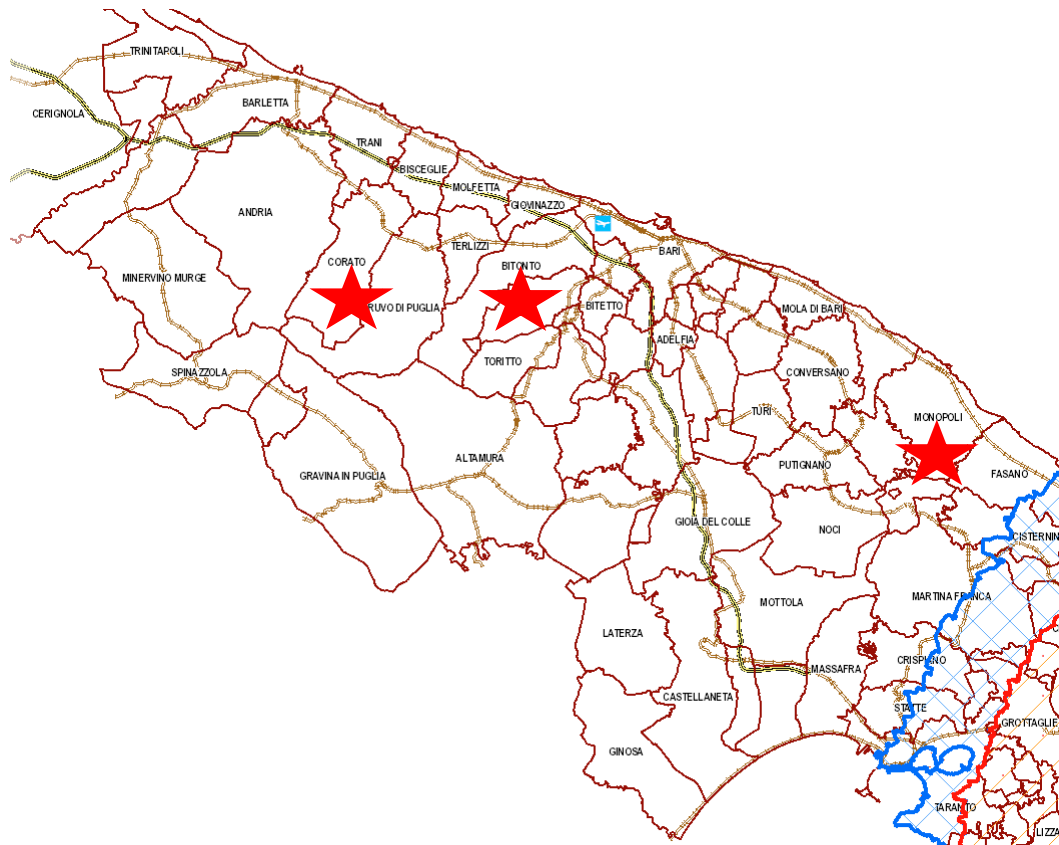 TRINITAPOLI
CERIGNOLA
BARLETTA
TRANI
BISCEGLIE
MOLFETTA
GIOVINAZZO
ANDRIA
TERLIZZI
BARI
CORATO
BITONTO
MINERVINO MURGE
RUVO DI PUGLIA
BITETTO
MOLA DI BARI
ADELFIA
TORITTO
SPINAZZOLA
CONVERSANO
TURI
MONOPOLI
ALTAMURA
PUTIGNANO
GRAVINA IN PUGLIA
FASANO
GIOIA DEL COLLE
NOCI
CISTERNIN
MARTINA FRANCA
MOTTOLA
LATERZA
C
CRISPIANO
MASSAFRA
CASTELLANETA
STATTE
GROTTAGLIE
GINOSA
TARANTO
LIZZA